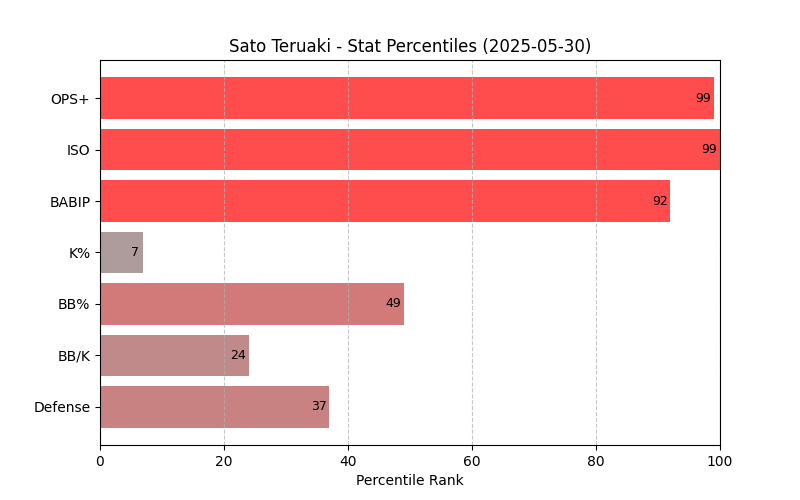 Sato Teruaki - Stat Percentiles (2025-05-30)
OPS+ 99
ISO 99
BABIP 92
K% 7
BB% 49
BB/K 24
Defense 37
0 20 40 60 80 100
Percentile Rank